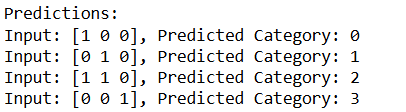 Predictions:
Input: [1 0 0], Predicted Category: 0
Input: [0 1 0], Predicted Category: 1
Input: [1 1 0], Predicted Category: 2
Input: [0 0 1], Predicted Category: 3